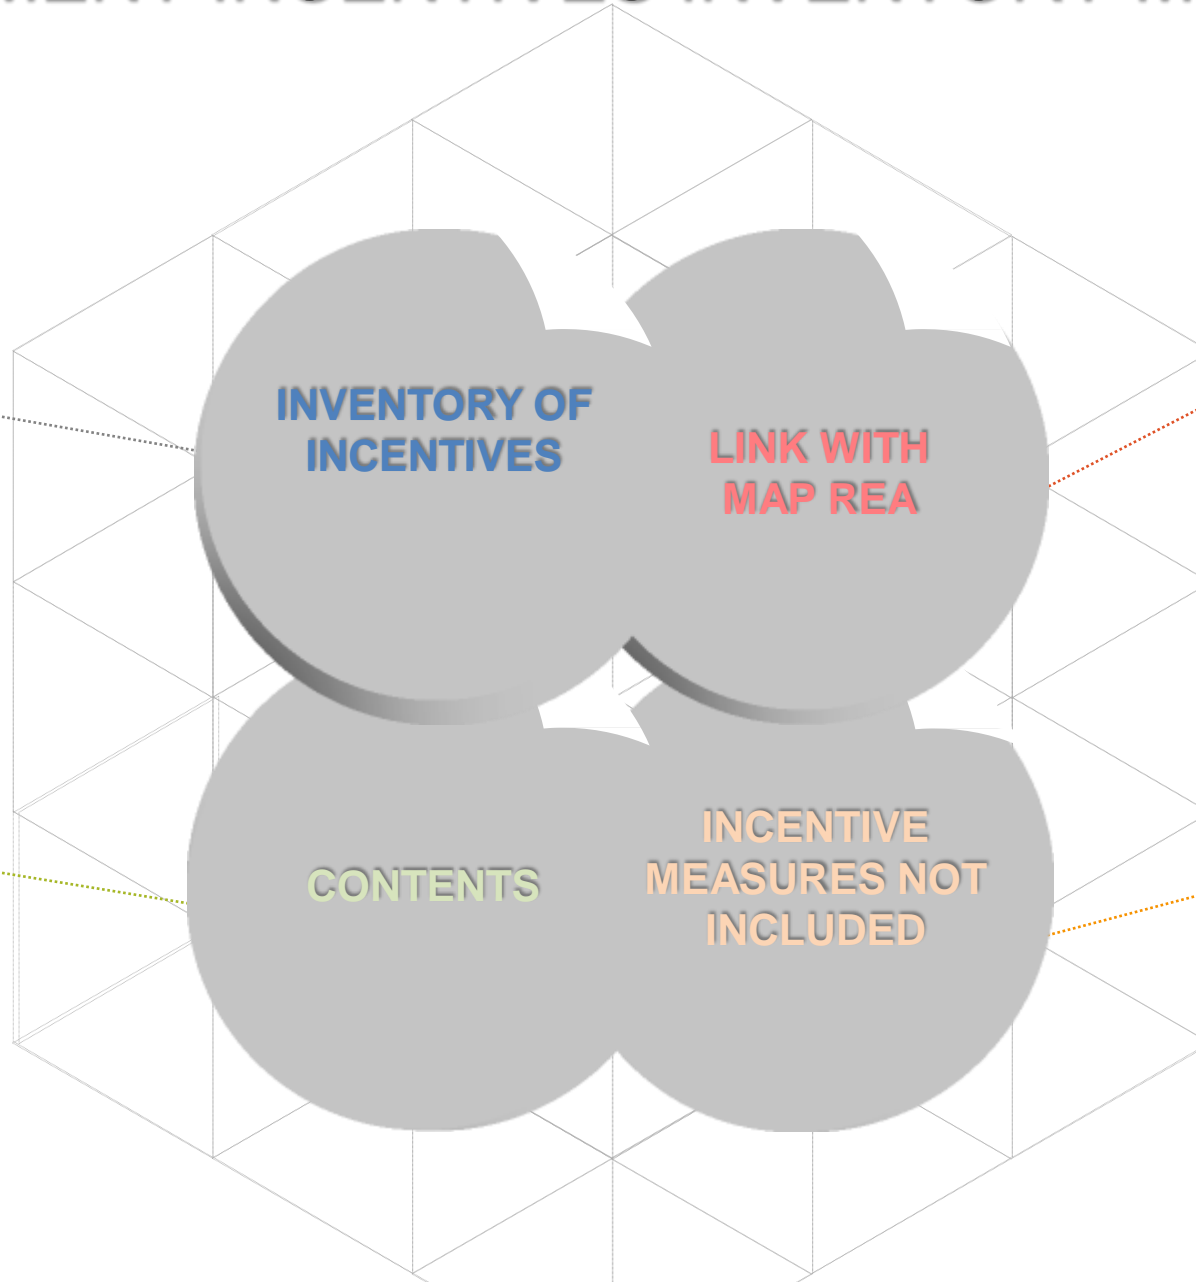 INVENTORY OF
INCENTIVES
LINK WITH
MAP REA
CONTENTS
INCENTIVE
MEASURES NOT
INCLUDED